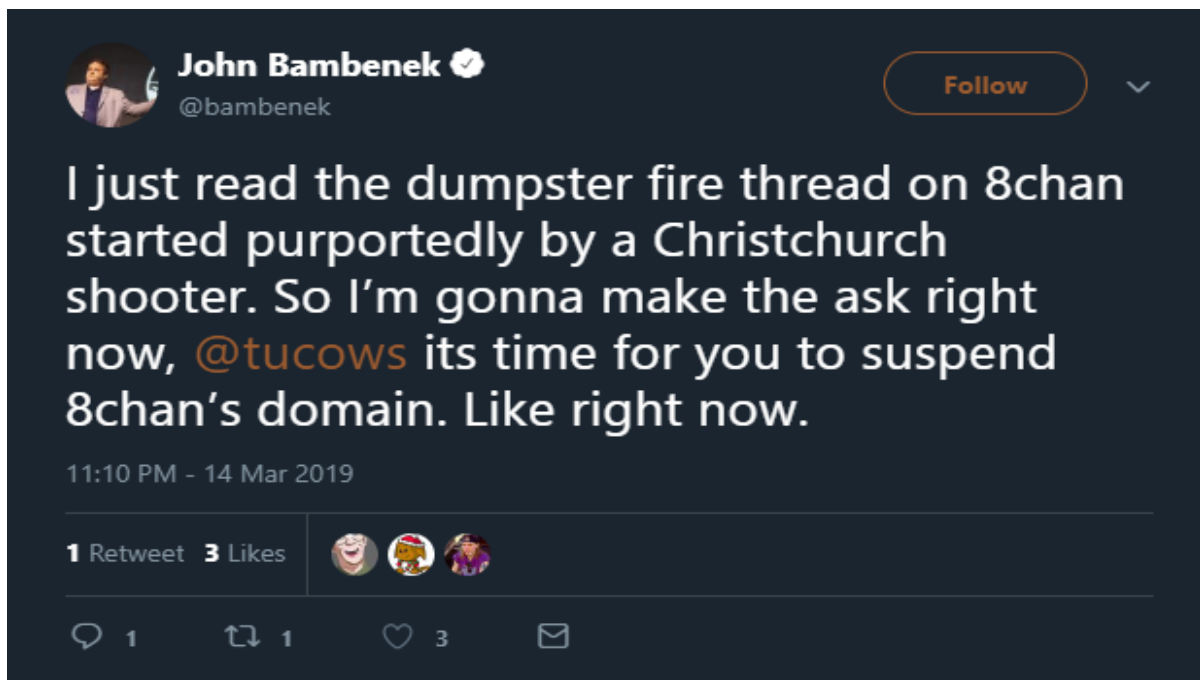 John Bambenek
@bambenek
Follow
I just read the dumpster fire thread on 8chan
started purportedly by a Christchurch
shooter. So I’m gonna make the ask right
now, @tucows its time for you to suspend
8chan’s domain. Like right now.
11:10 PM - 14 Mar 2019
1 Retweet 3 Likes
1 1 3